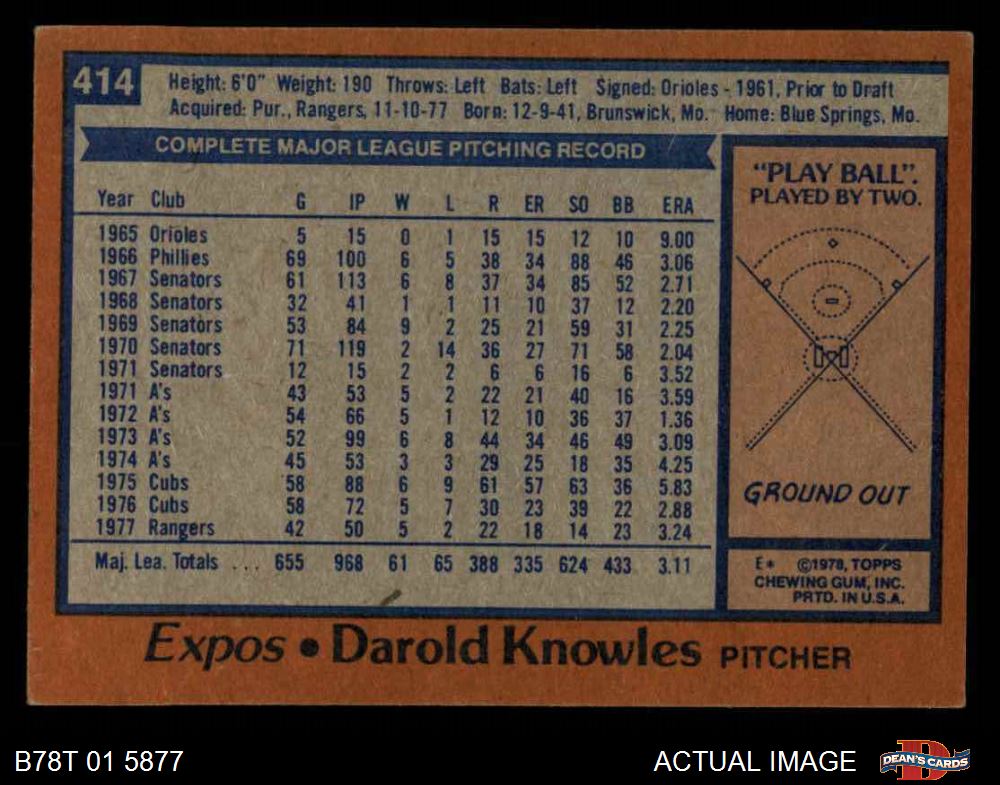 414
Height: 6'0" Weight: 190 Throws: Left Bats: Left Signed: Orioles - 1961, Prior to Draft
Acquired: Pur., Rangers, 11-10-77 Born: 12-9-41, Brunswick, Mo. Home: Blue Springs, Mo.
COMPLETE MAJOR LEAGUE PITCHING RECORD
Year Club G IP W L R ER SO BB ERA
1965 Orioles 5 15 0 1 15 15 12 10 9.00
1966 Phillies 69 100 6 5 38 34 88 46 3.06
1967 Senators 61 113 6 8 37 34 85 52 2.71
1968 Senators 32 41 1 1 11 10 37 12 2.20
1969 Senators 53 84 9 2 25 21 59 31 2.25
1970 Senators 71 119 2 14 36 27 71 58 2.04
1971 Senators 12 15 2 2 6 6 16 6 3.52
1971 A's 43 53 5 2 22 21 40 16 3.59
1972 A's 54 66 5 1 12 10 36 37 1.36
1973 A's 52 99 6 8 44 34 46 49 3.09
1974 A's 45 53 3 3 29 25 18 35 4.25
1975 Cubs 58 88 6 9 61 57 63 36 5.83
1976 Cubs 58 72 5 7 30 23 39 22 2.88
1977 Rangers 42 50 5 2 22 18 14 23 3.24
Maj. Lea. Totals ... 655 968 61 65 388 335 624 433 3.11
"PLAY BALL".
PLAYED BY TWO.
GROUND OUT
E* ©1978, TOPPS
CHEWING GUM, INC.
PRTD. IN U.S.A.
Expos • Darold Knowles PITCHER
B78T 01 5877
ACTUAL IMAGE
D
DEAN'S CARDS